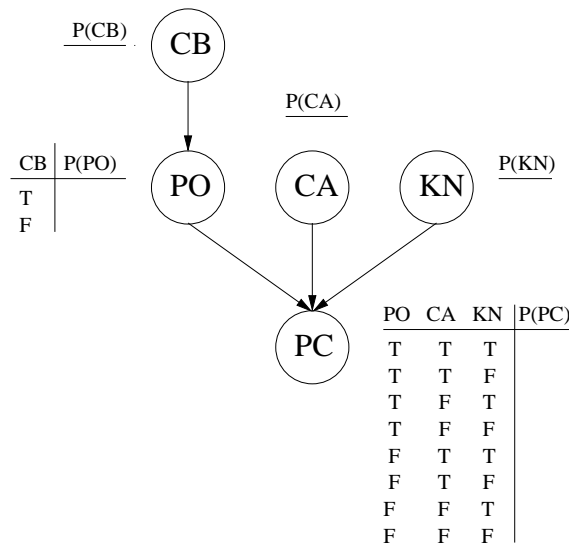 P(CB)
CB
P(CA)
CB P(PO)
T
F
PO
CA
KN
P(KN)
PC
PO CA KN P(PC)
T T T
T T F
T F T
T F F
F T T
F T F
F F T
F F F